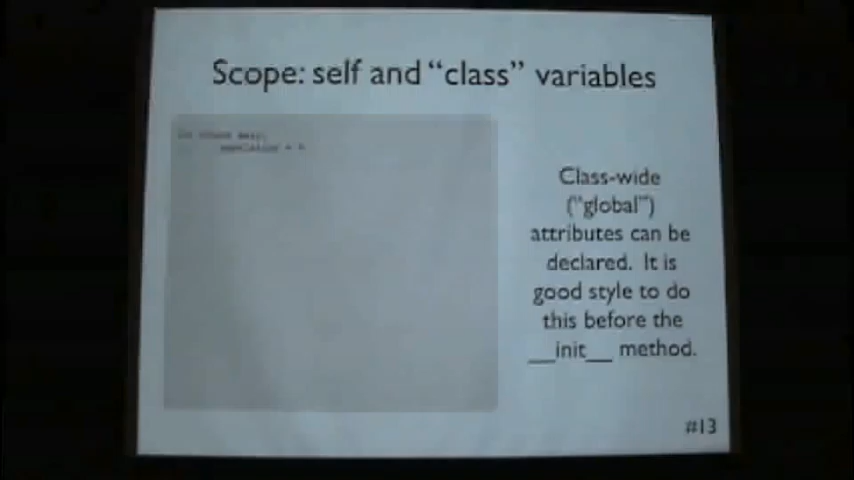 Scope: self and “class” variables
Class-wide
(“global”)
attributes can be
declared. It is
good style to do
this before the
__init__ method.
#13